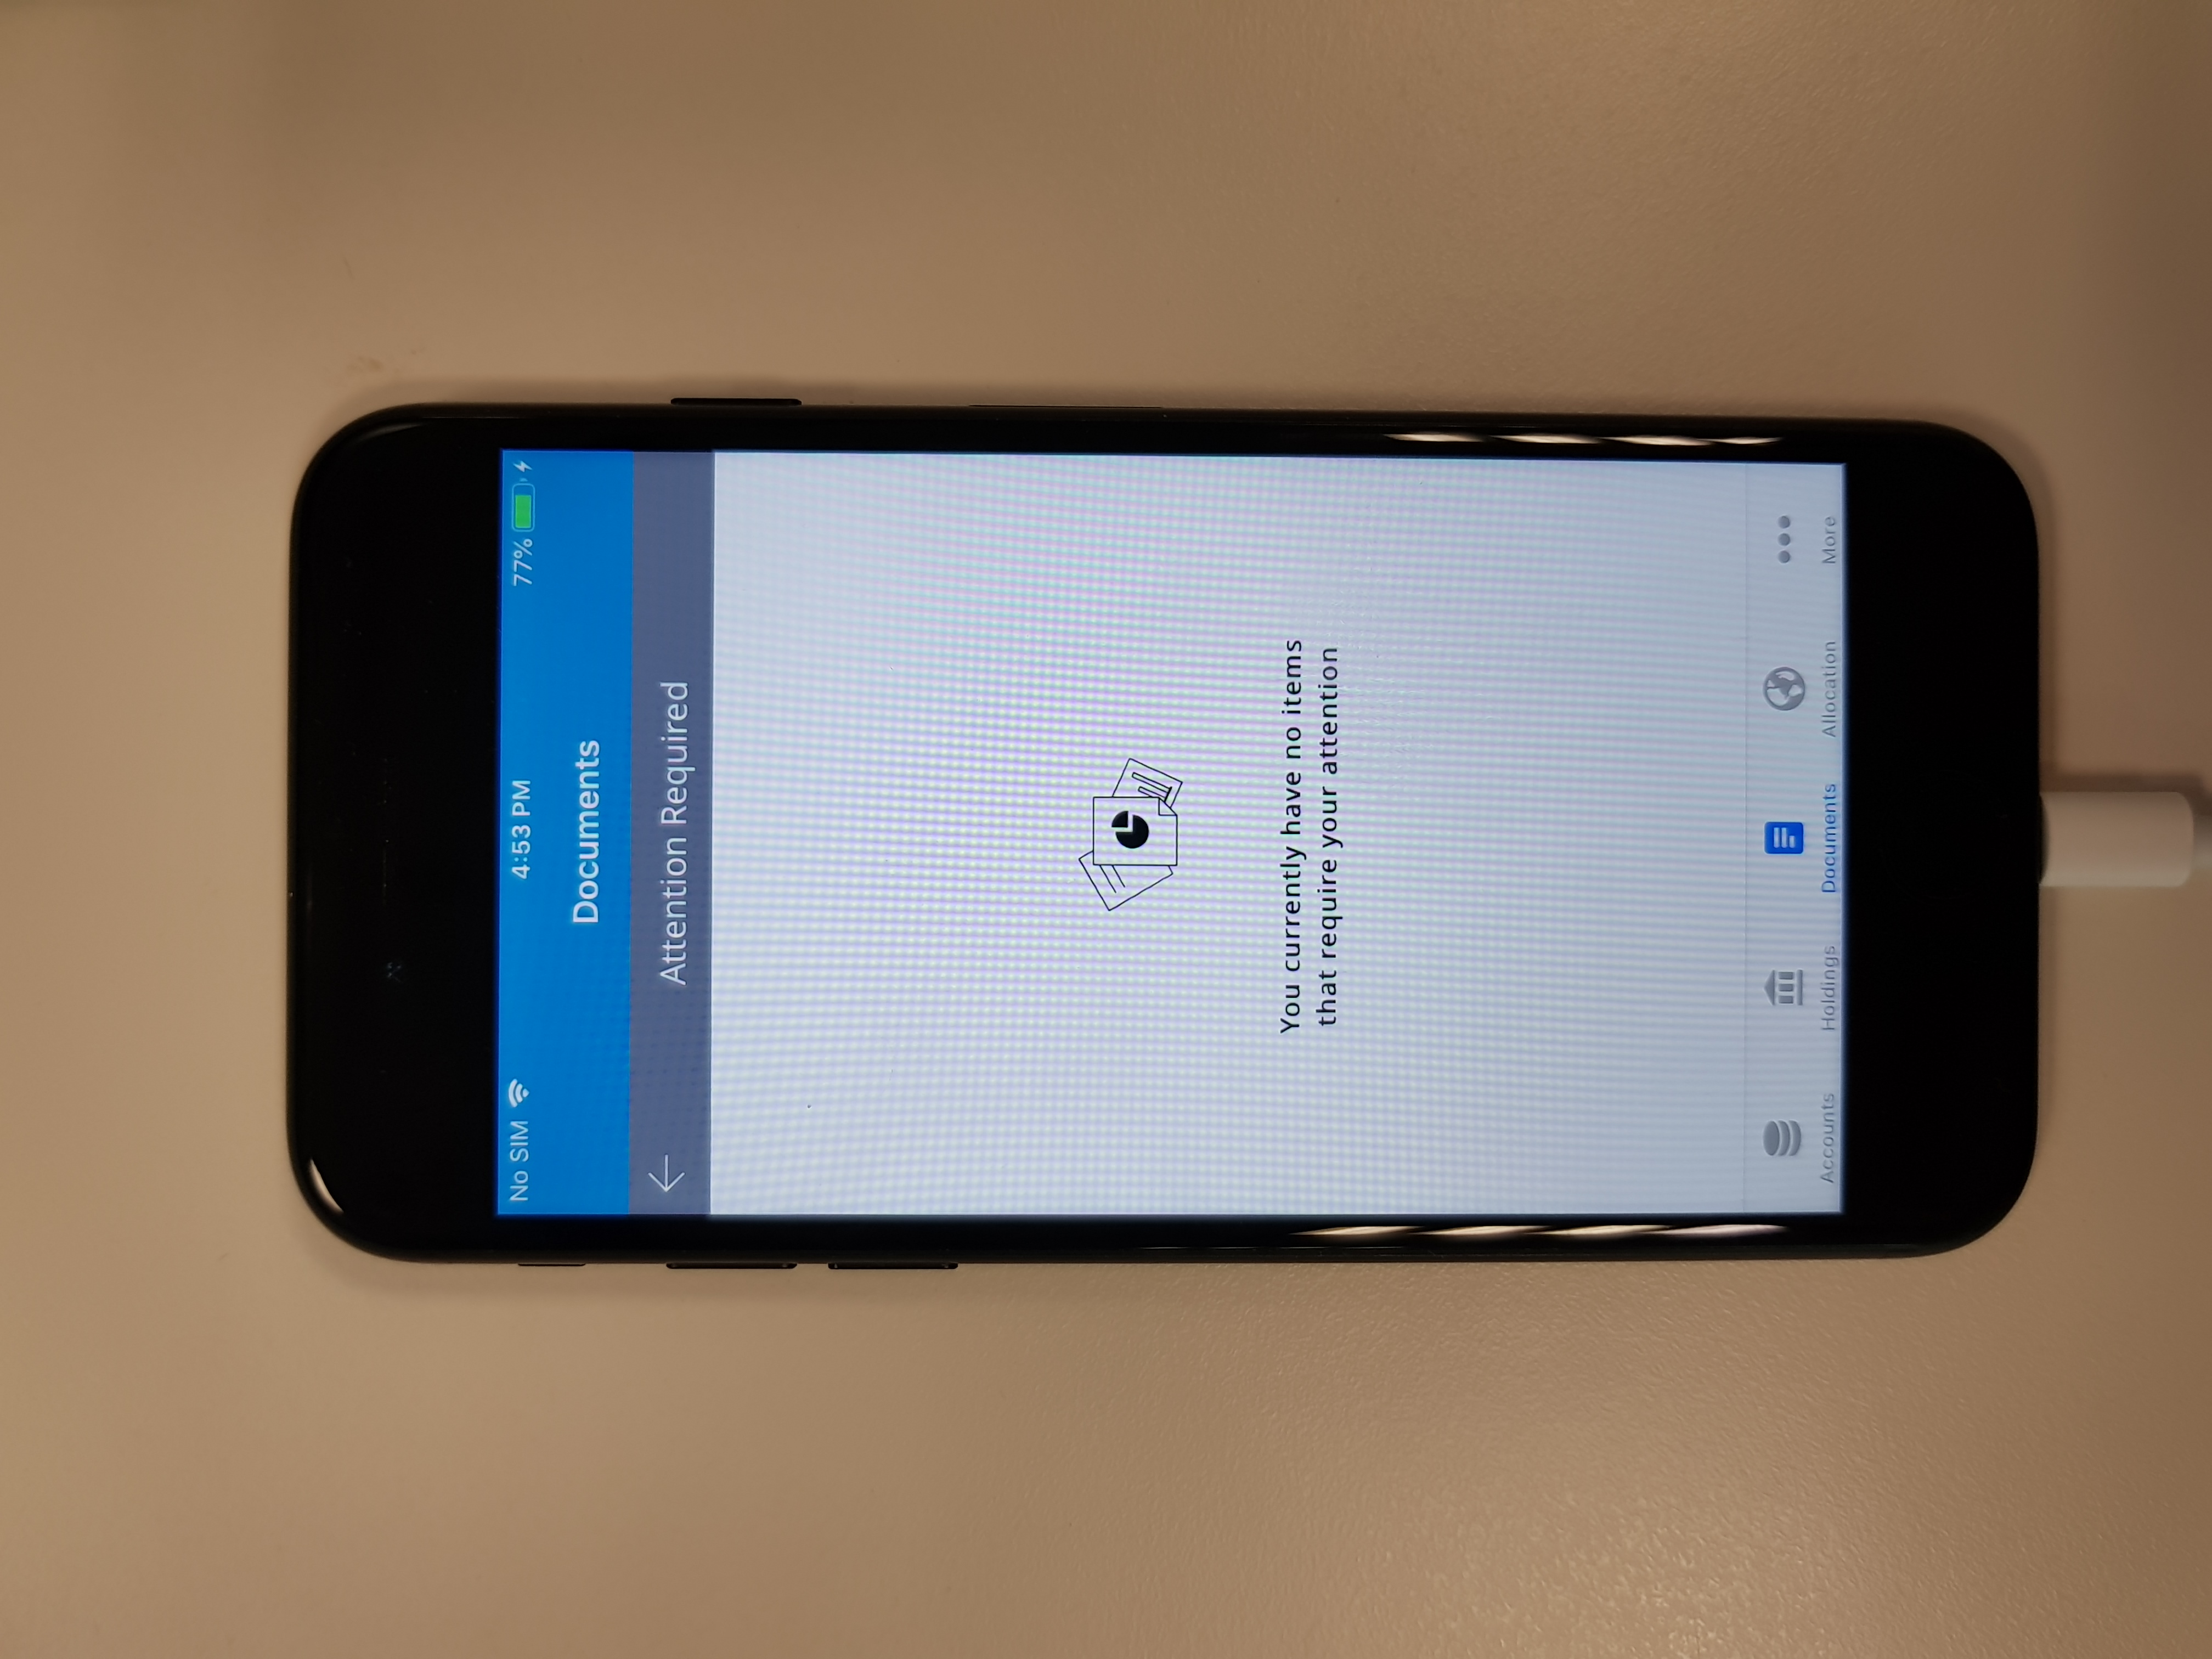 No SIM 4:53 PM 77%
Documents
Attention Required
You currently have no items
that require your attention
Accounts Holdings Documents Allocation More